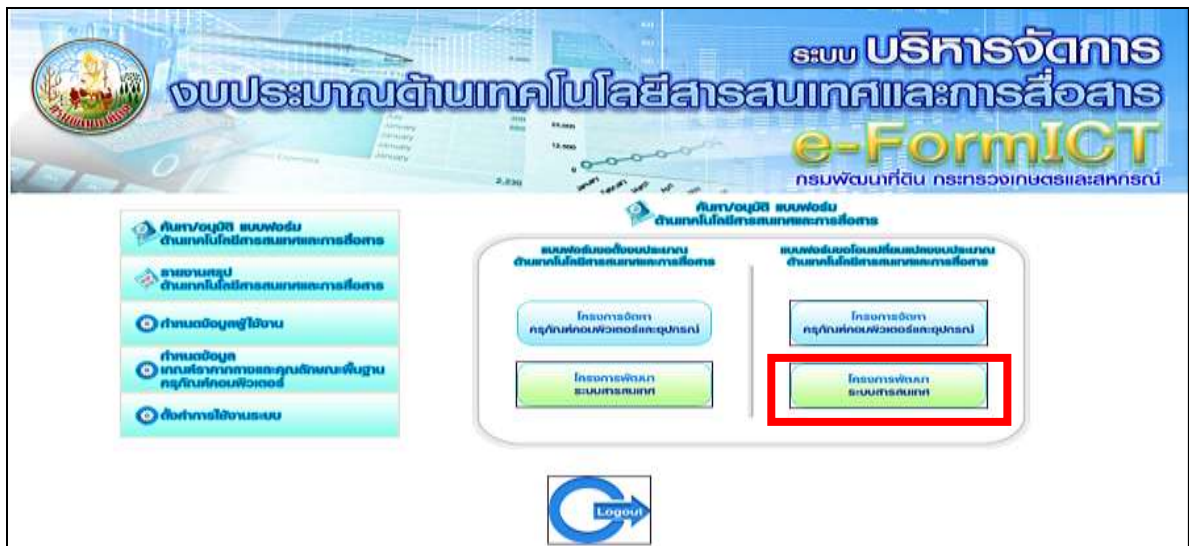 ระบบ บริหารจัดการ
งบประมาณด้านเทคโนโลยีสารสนเทศและการสื่อสาร
e-FormICT
กรมพัฒนาที่ดิน กระทรวงเกษตรและสหกรณ์
ค้นหา/อนุมัติ แบบฟอร์ม
ด้านเทคโนโลยีสารสนเทศและการสื่อสาร
รายงานสรุป
ด้านเทคโนโลยีสารสนเทศและการสื่อสาร
กำหนดข้อมูลผู้ใช้งาน
กำหนดข้อมูล
เกณฑ์ราคากลางและคุณลักษณะพื้นฐาน
ครุภัณฑ์คอมพิวเตอร์
ตั้งค่าการใช้งานระบบ
ค้นหา/อนุมัติ แบบฟอร์ม
ด้านเทคโนโลยีสารสนเทศและการสื่อสาร
แบบฟอร์มขอตั้งงบประมาณ
ด้านเทคโนโลยีสารสนเทศและการสื่อสาร
โครงการจัดหา
ครุภัณฑ์คอมพิวเตอร์และอุปกรณ์
โครงการพัฒนา
ระบบสารสนเทศ
แบบฟอร์มขอโอนเปลี่ยนแปลงงบประมาณ
ด้านเทคโนโลยีสารสนเทศและการสื่อสาร
โครงการจัดหา
ครุภัณฑ์คอมพิวเตอร์และอุปกรณ์
โครงการพัฒนา
ระบบสารสนเทศ
Logout